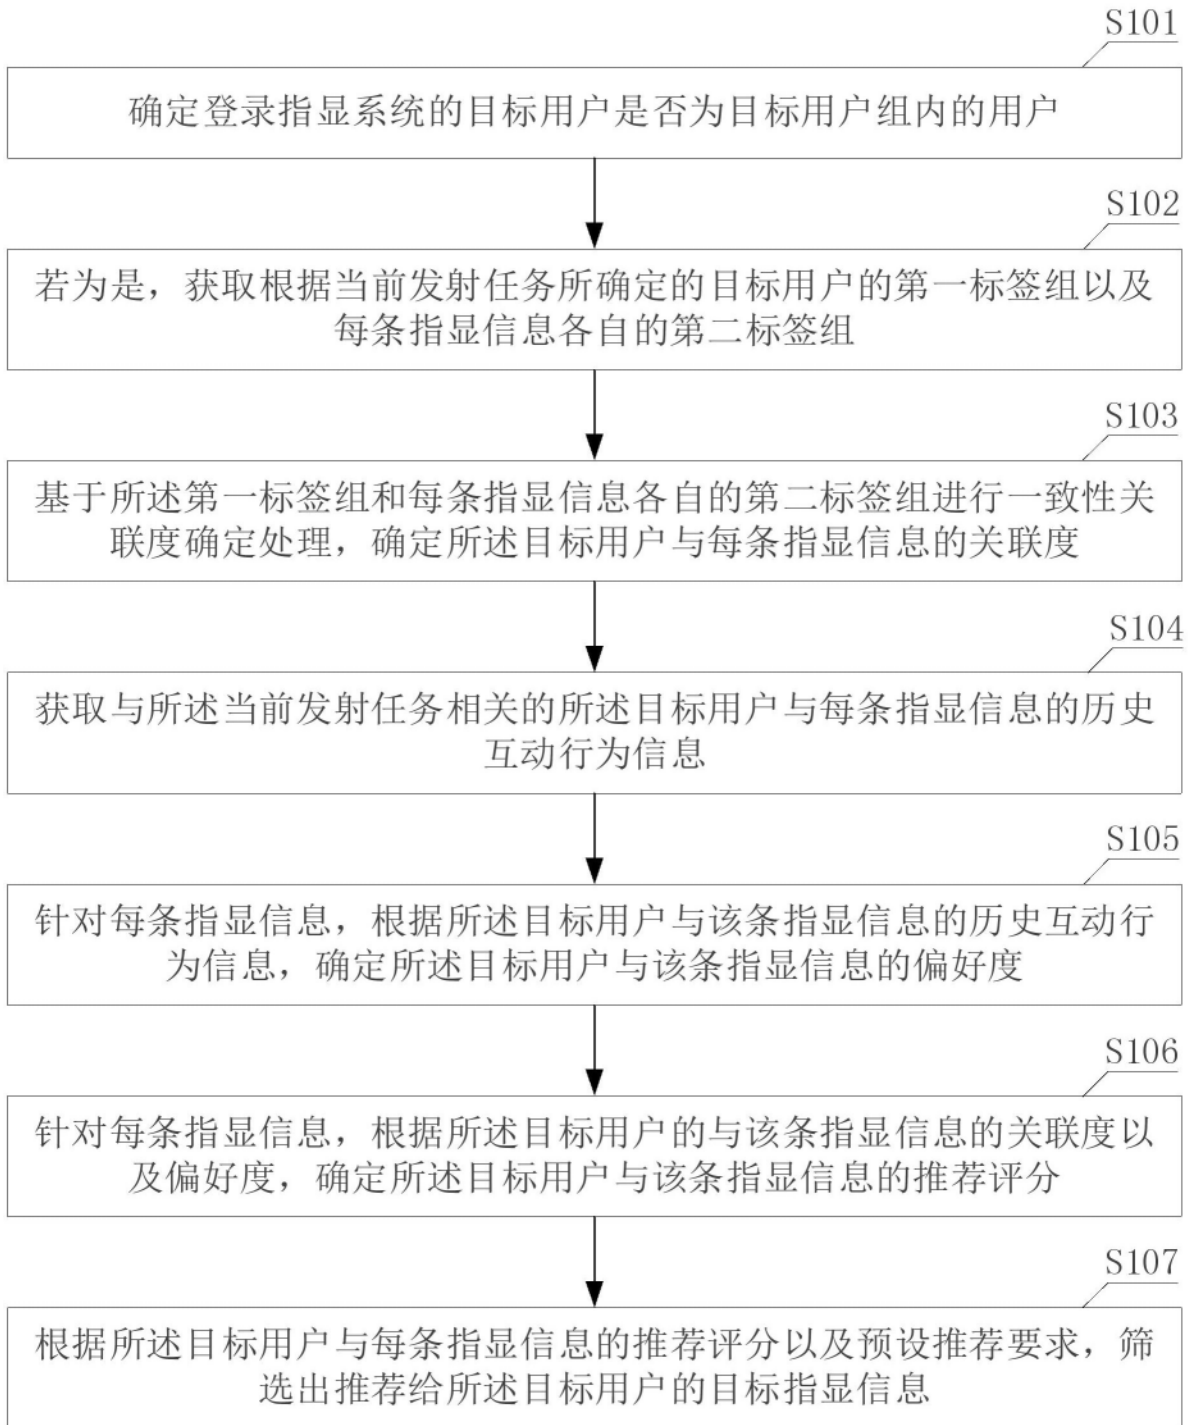 S101
确定登录指显系统的目标用户是否为目标用户组内的用户
S102
若为是，获取根据当前发射任务所确定的目标用户的第一标签组以及
每条指显信息各自的第二标签组
S103
基于所述第一标签组和每条指显信息各自的第二标签组进行一致性关
联度确定处理，确定所述目标用户与每条指显信息的关联度
S104
获取与所述当前发射任务相关的所述目标用户与每条指显信息的历史
互动行为信息
S105
针对每条指显信息，根据所述目标用户与该条指显信息的历史互动行
为信息，确定所述目标用户与该条指显信息的偏好度
S106
针对每条指显信息，根据所述目标用户的与该条指显信息的关联度以
及偏好度，确定所述目标用户与该条指显信息的推荐评分
S107
根据所述目标用户与每条指显信息的推荐评分以及预设推荐要求，筛
选出推荐给所述目标用户的目标指显信息